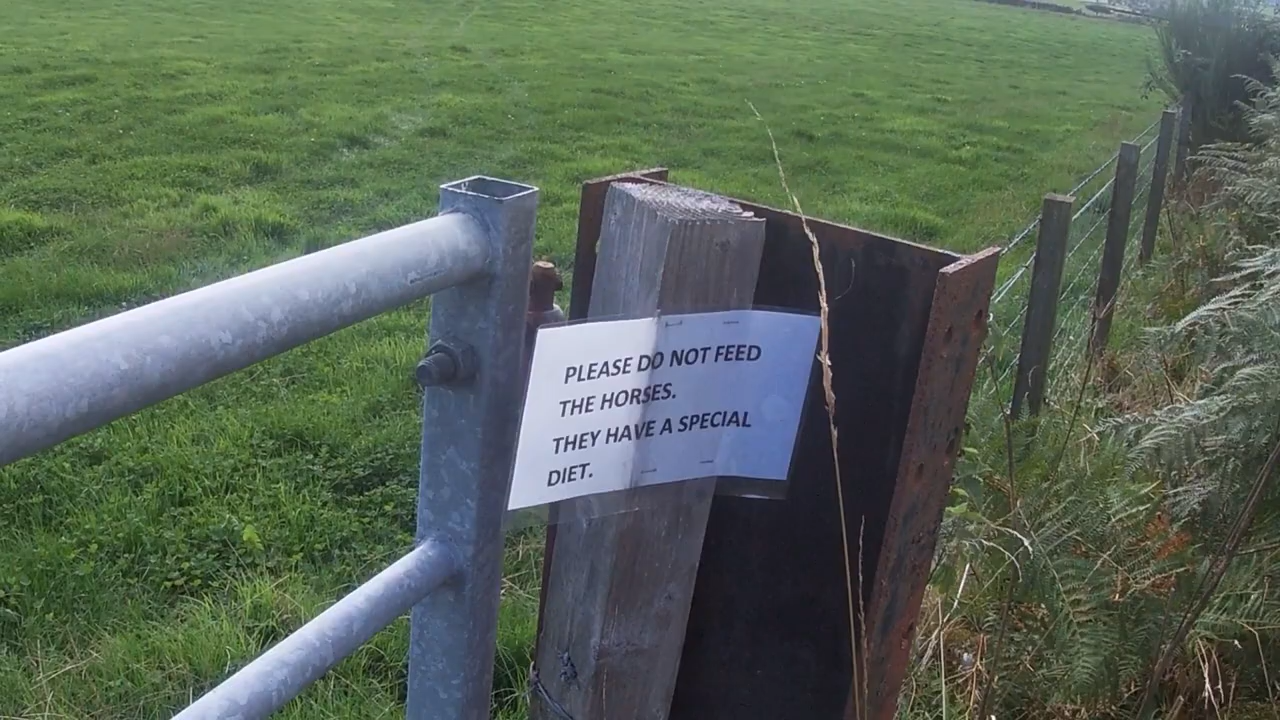 PLEASE DO NOT FEED
THE HORSES.
THEY HAVE A SPECIAL
DIET.